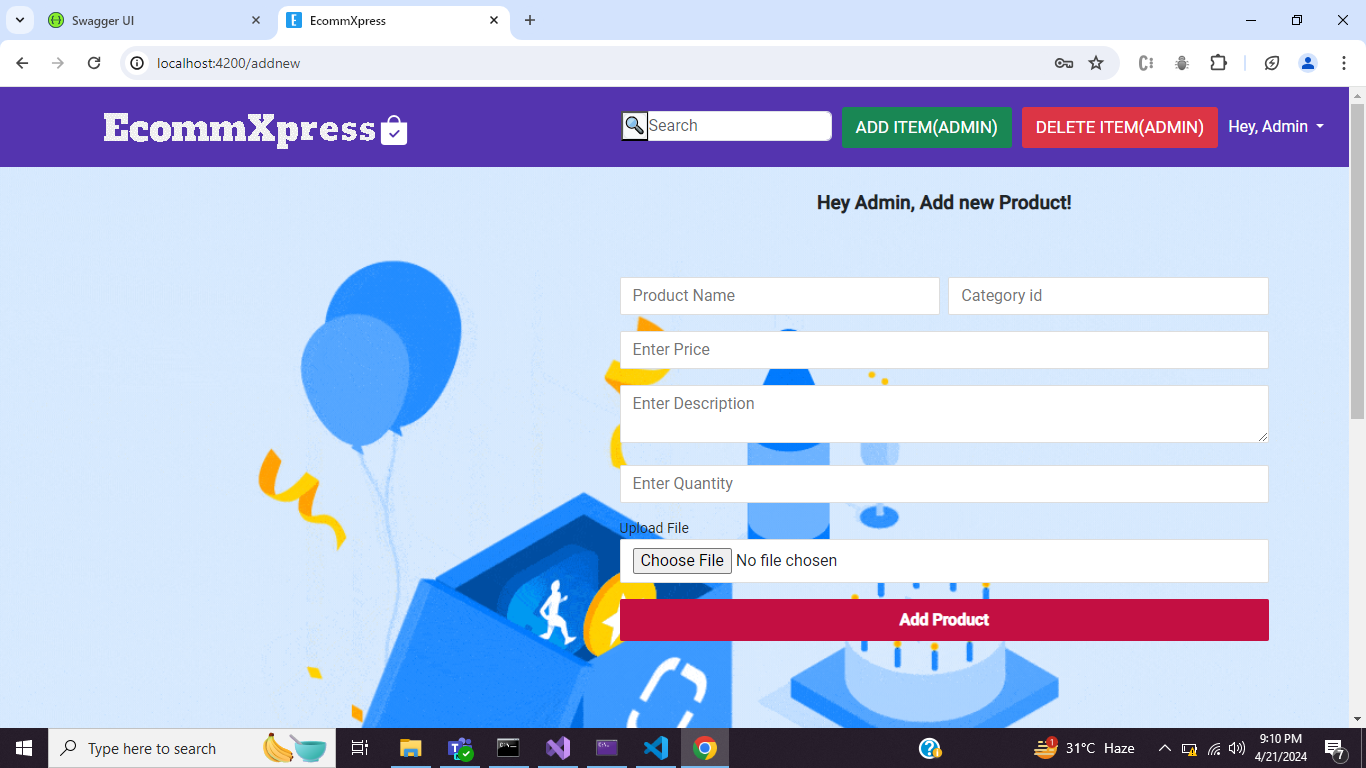 Swagger UI
EcommXpress
localhost:4200/addnew
EcommXpress
Search
ADD ITEM(ADMIN)
DELETE ITEM(ADMIN)
Hey, Admin
Hey Admin, Add new Product!
Product Name
Category id
Enter Price
Enter Description
Enter Quantity
Upload File
Choose File No file chosen
Add Product
Type here to search
1
31°C Haze
9:10 PM
4/21/2024
7